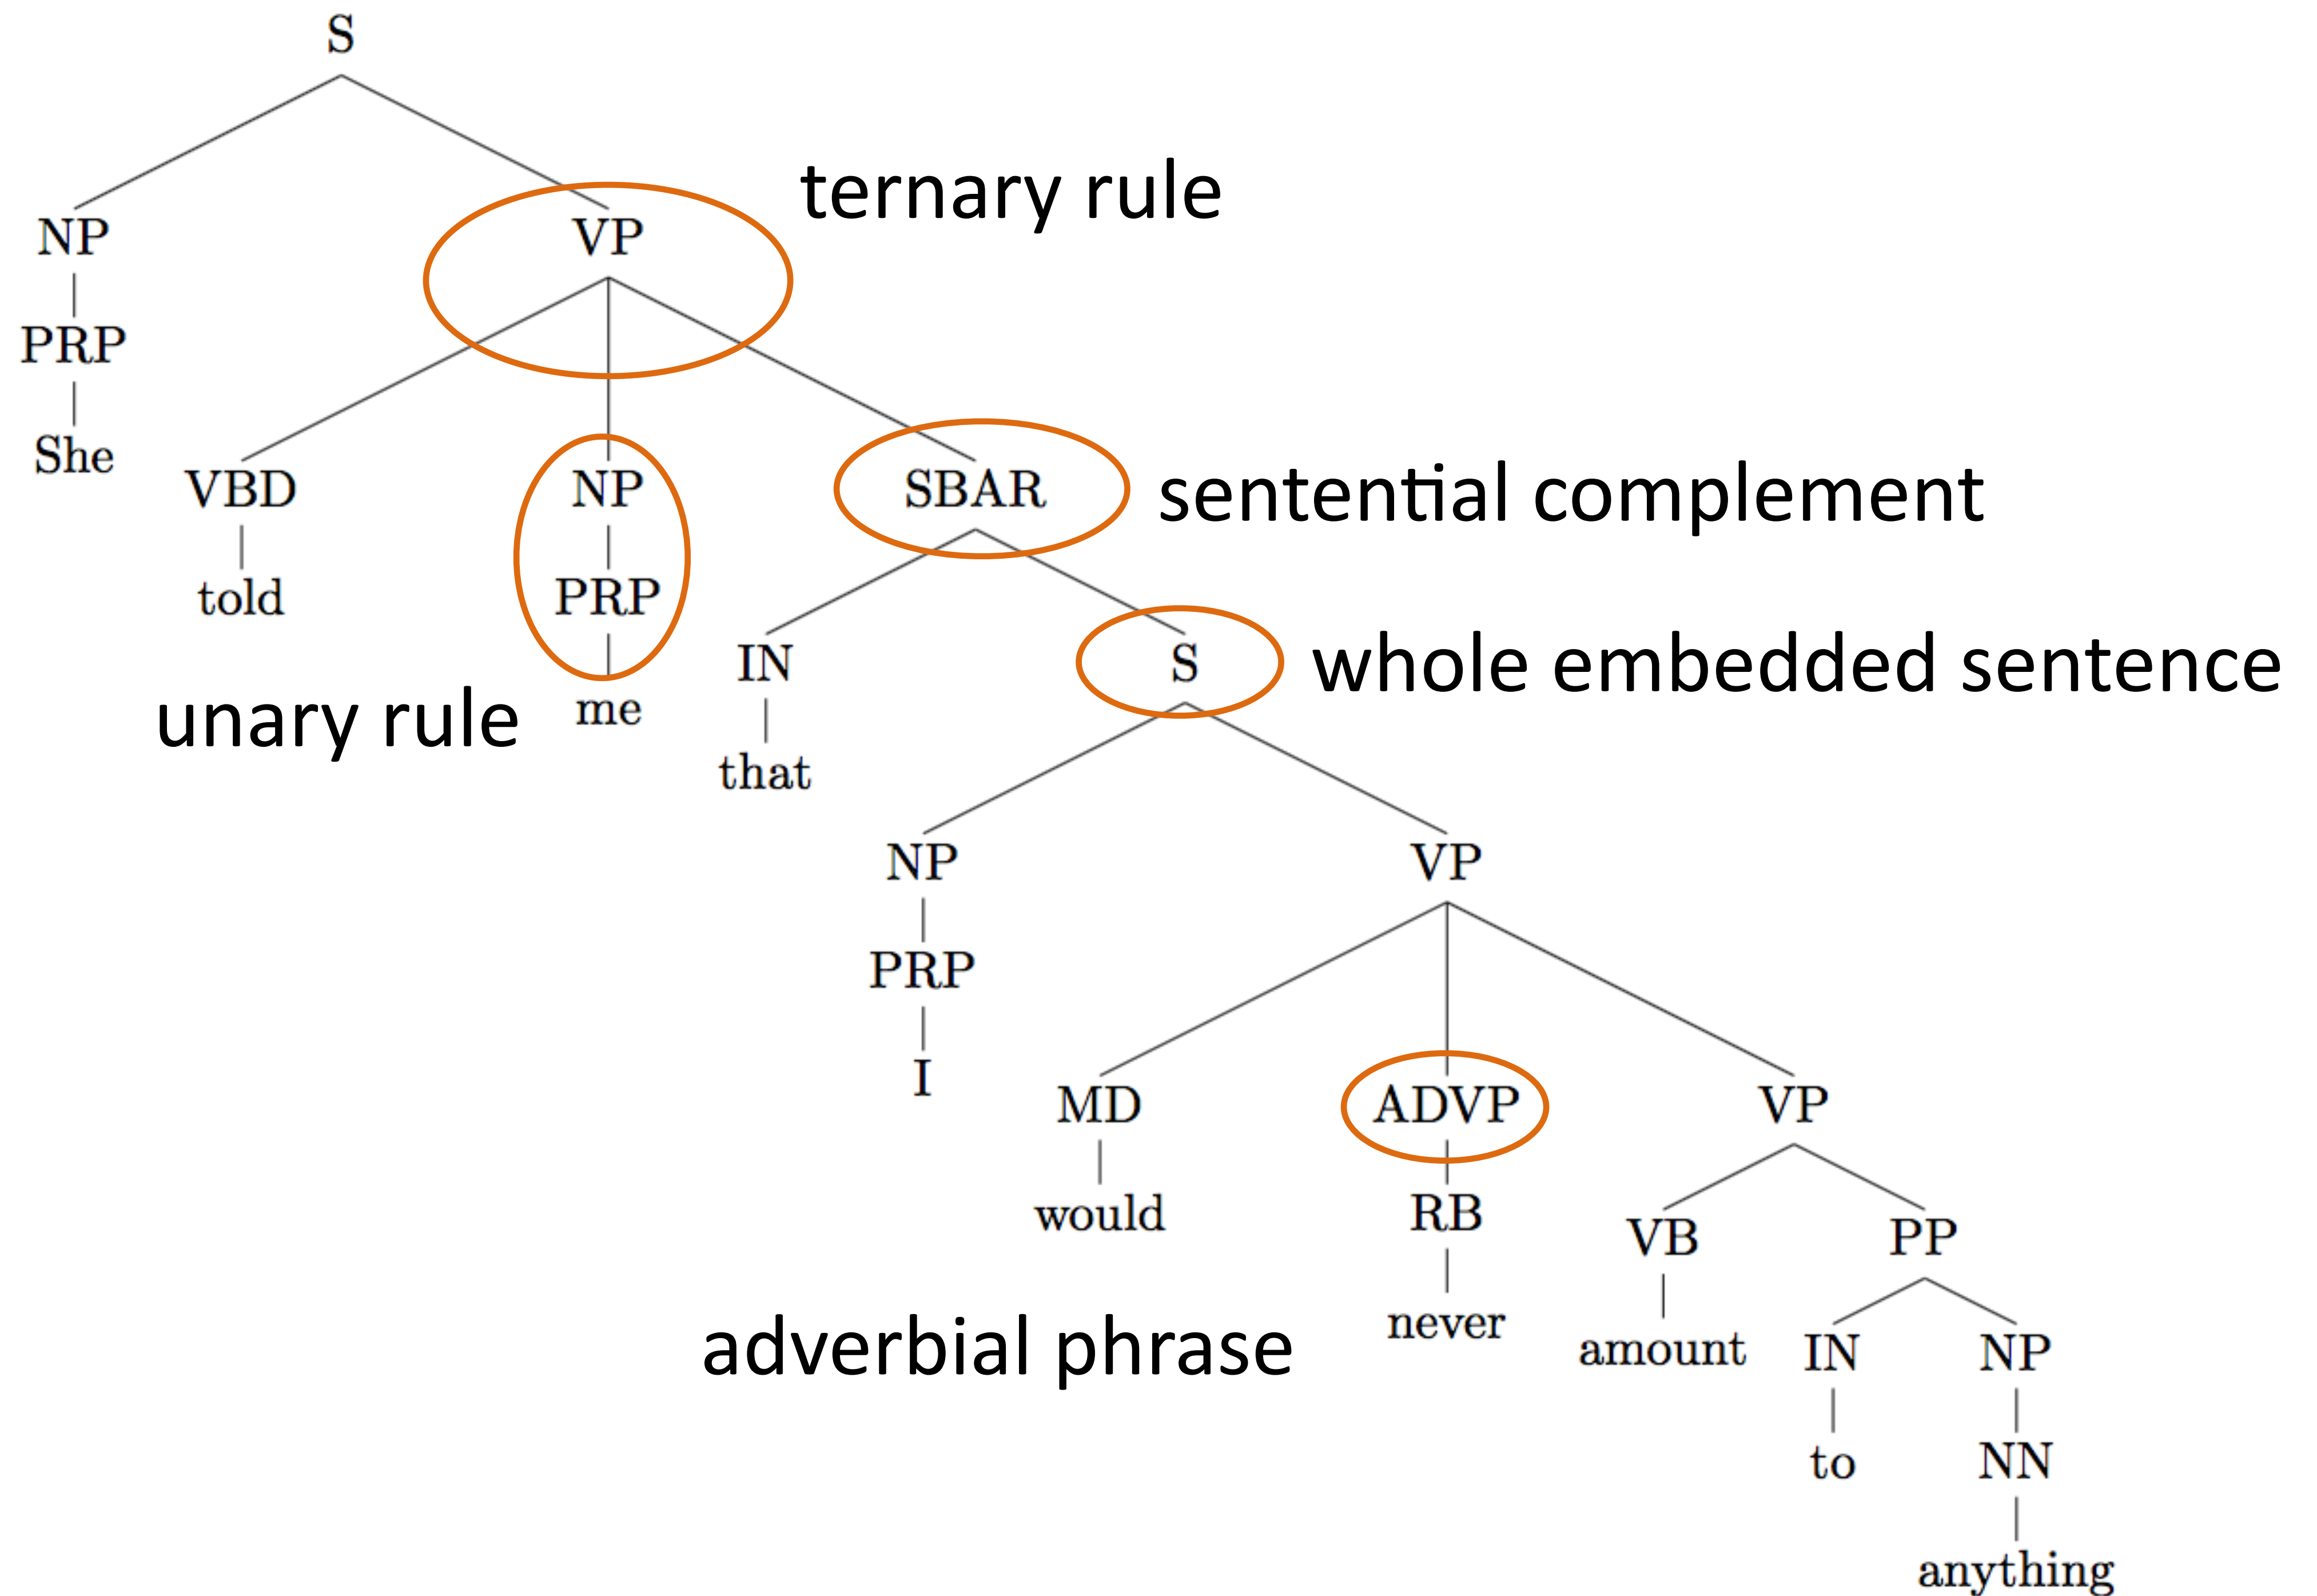 S
ternary rule
NP VP
PRP
She
VBD NP SBAR sentential complement
told PRP
IN S whole embedded sentence
unary rule me
that
NP VP
PRP
I
MD ADVP VP
would RB
VB PP
adverbial phrase never
amount IN NP
to NN
anything